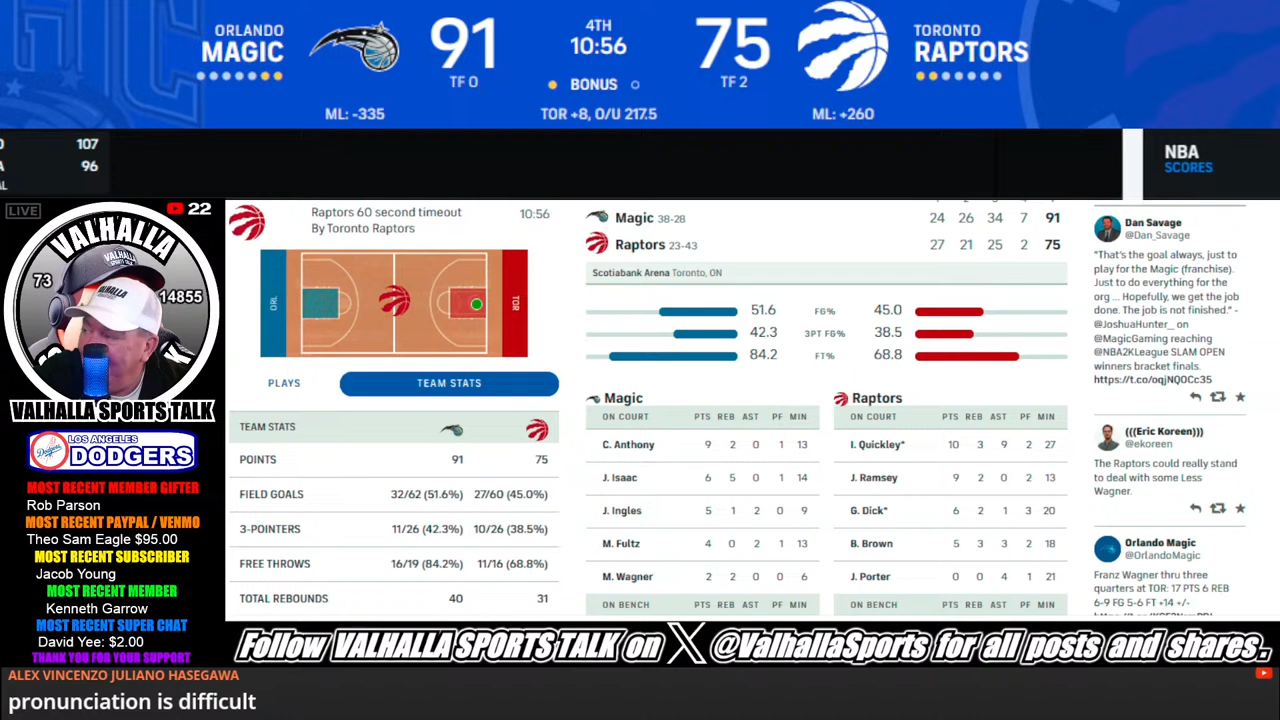 ORLANDO
MAGIC
91
TF 0
4TH
10:56
BONUS
75
TF 2
TORONTO
RAPTORS
ML: -335
TOR +8, O/U 217.5
ML: +260
107
96
NBA
SCORES
LIVE
22
VALHALLA
73
14855
VALHALLA SPORTS TALK
LOS ANGELES
DODGERS
MOST RECENT MEMBER GIFTER
Rob Parson
MOST RECENT PAYPAL / VENMO
Theo Sam Eagle $95.00
MOST RECENT SUBSCRIBER
Jacob Young
MOST RECENT MEMBER
Kenneth Garrow
MOST RECENT SUPER CHAT
David Yee: $2.00
THANK YOU FOR YOUR SUPPORT
Raptors 60 second timeout
By Toronto Raptors
10:56
ORL
TOR
PLAYS
TEAM STATS
TEAM STATS
POINTS 91 75
FIELD GOALS 32/62 (51.6%) 27/60 (45.0%)
3-POINTERS 11/26 (42.3%) 10/26 (38.5%)
FREE THROWS 16/19 (84.2%) 11/16 (68.8%)
TOTAL REBOUNDS 40 31
Magic 38-28 24 26 34 7 91
Raptors 23-43 27 21 25 2 75
Scotiabank Arena Toronto, ON
51.6 FG% 45.0
42.3 3PT FG% 38.5
84.2 FT% 68.8
Magic
ON COURT PTS REB AST PF MIN
C. Anthony 9 2 0 1 13
J. Isaac 6 5 0 1 14
J. Ingles 5 1 2 0 9
M. Fultz 4 0 2 1 13
M. Wagner 2 2 0 0 6
ON BENCH PTS REB AST PF MIN
Raptors
ON COURT PTS REB AST PF MIN
I. Quickley* 10 3 9 2 27
J. Ramsey 9 2 0 2 13
G. Dick* 6 2 1 3 20
B. Brown 5 3 3 2 18
J. Porter 0 0 4 1 21
ON BENCH PTS REB AST PF MIN
Dan Savage
@Dan_Savage
"That's the goal always, just to
play for the Magic (franchise).
Just to do everything for the
org ... Hopefully, we get the job
done. The job is not finished." -
@JoshuaHunter_ on
@MagicGaming reaching
@NBA2KLeague SLAM OPEN
winners bracket finals.
https://t.co/oqjNQOCc35
(((Eric Koreen)))
@ekoreen
The Raptors could really stand
to deal with some Less
Wagner.
Orlando Magic
@OrlandoMagic
Franz Wagner thru three
quarters at TOR: 17 PTS 6 REB
6-9 FG 5-6 FT +14 +/-
Follow VALHALLA SPORTS TALK on X @ValhallaSports for all posts and shares.
ALEX VINCENZO JULIANO HASEGAWA
pronunciation is difficult